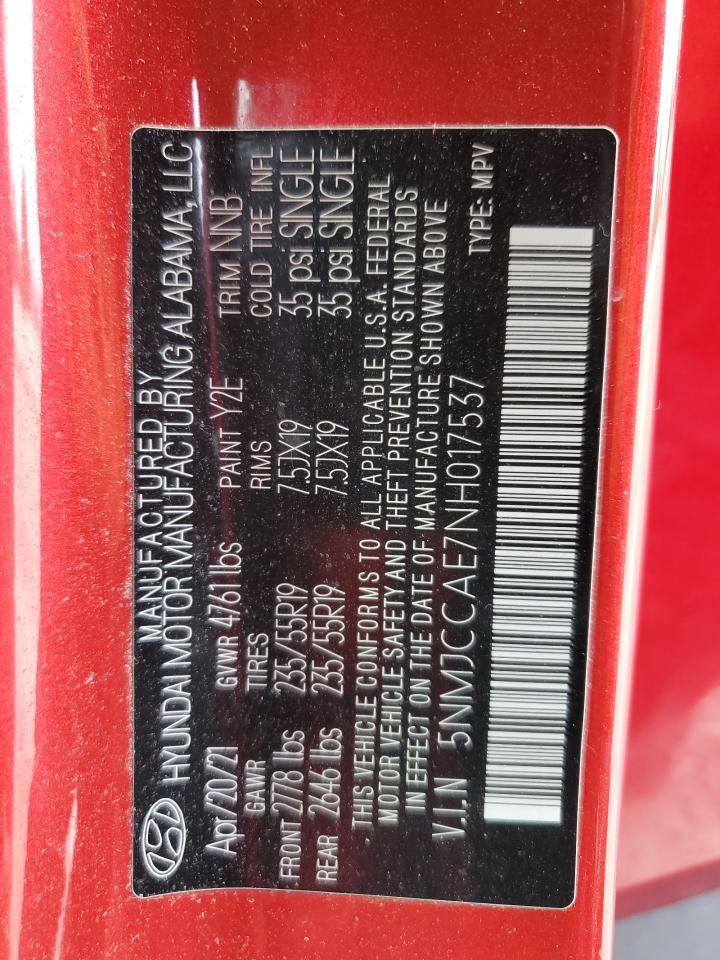 MANUFACTURED BY
HYUNDAI MOTOR MANUFACTURING ALABAMA, LLC
Apr/20/21 GVWR 4761 lbs PAINT Y2E TRIM NNB
GAWR TIRES RIMS COLD TIRE INFL
FRONT 2778 lbs 235/55R19 7.5JX19 35 psi SINGLE
REAR 2646 lbs 235/55R19 7.5JX19 35 psi SINGLE
THIS VEHICLE CONFORMS TO ALL APPLICABLE U.S.A. FEDERAL
MOTOR VEHICLE SAFETY AND THEFT PREVENTION STANDARDS
IN EFFECT ON THE DATE OF MANUFACTURE SHOWN ABOVE
V.I.N 5NMJCCAE7NH017537 TYPE: MPV